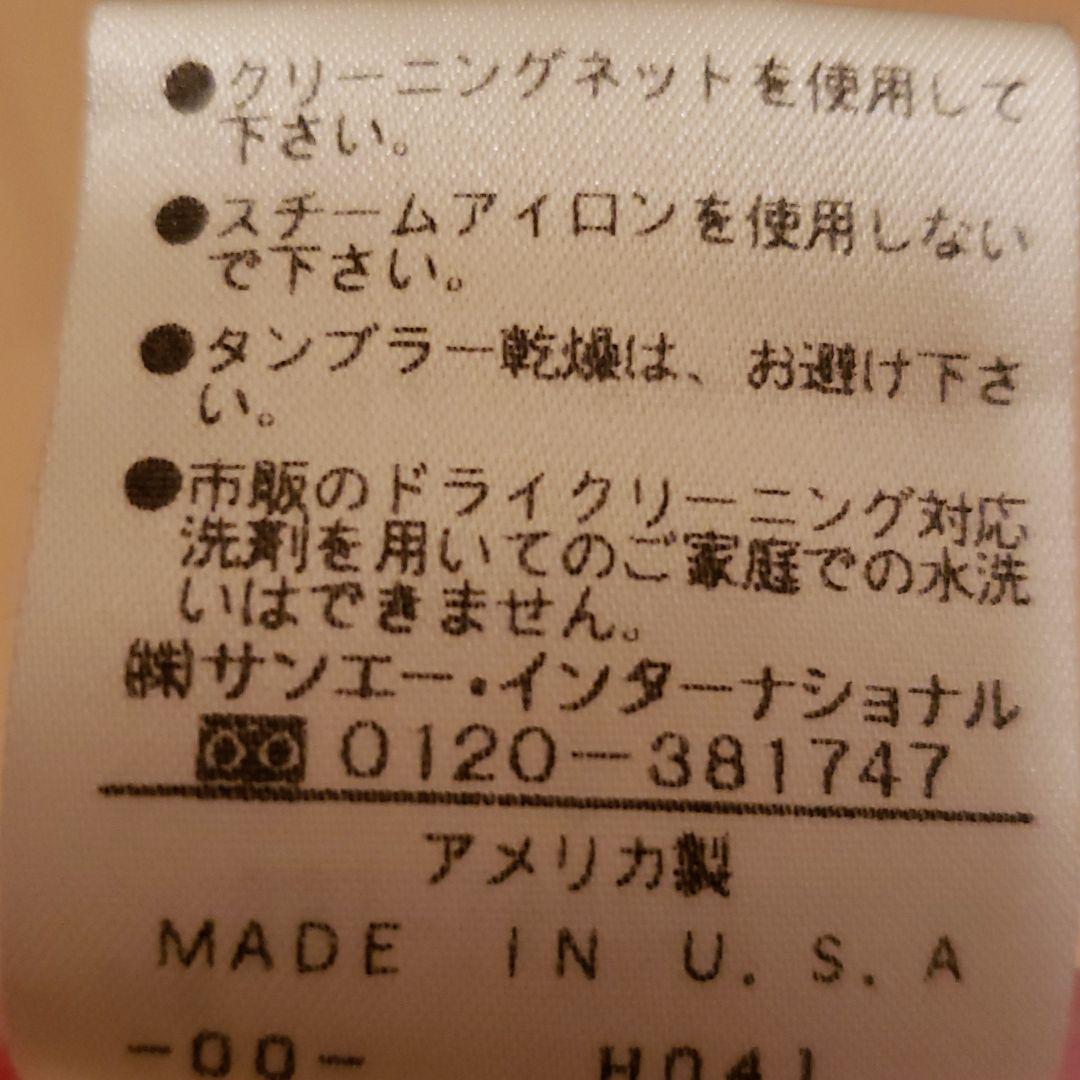 ●クリーニングネットを使用して
下さい。
●スチームアイロンを使用しない
で下さい。
●タンブラー乾燥は、お避け下さ
い。
●市販のドライクリーニング対応
洗剤を用いてのご家庭での水洗
いはできません。
㈱サンエー・インターナショナル
0120-381747
アメリカ製
MADE IN U.S.A
-00- H041